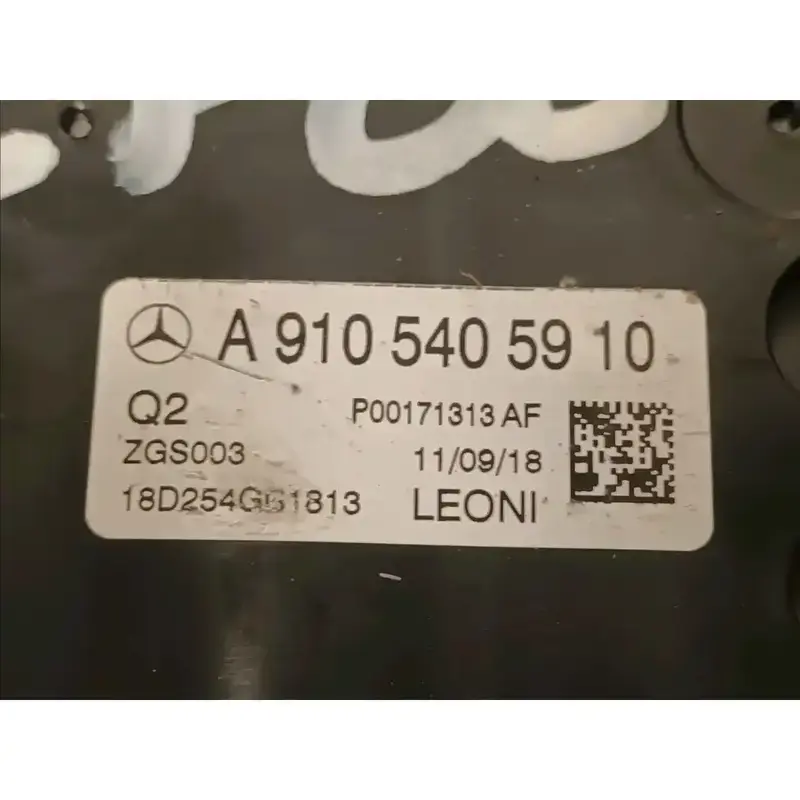 A 910 540 59 10
Q2 P00171313 AF
ZGS003 11/09/18
LEONI